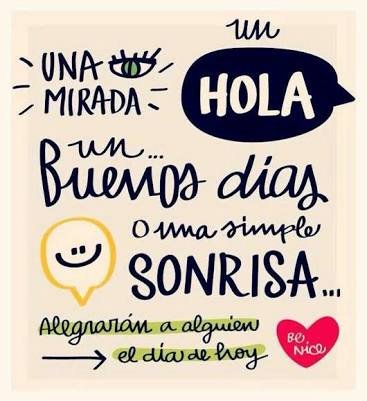 UNA
MIRADA
un
HOLA
un...
Buenos días
o una simple
SONRISA...
Alegrarán a alguien
el día de hoy
BE
NICE